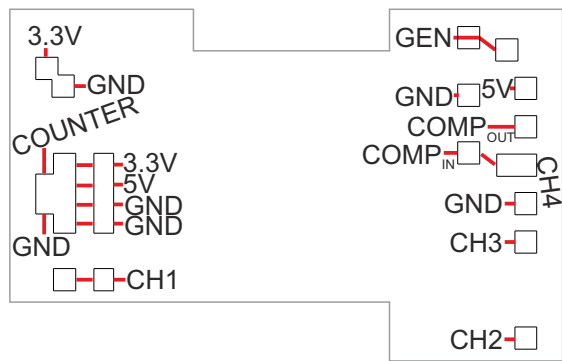 3.3V
GND
COUNTER
3.3V
5V
GND
GND
GND
CH1
GEN
GND
5V
COMP OUT
COMP IN
CH4
GND
CH3
CH2